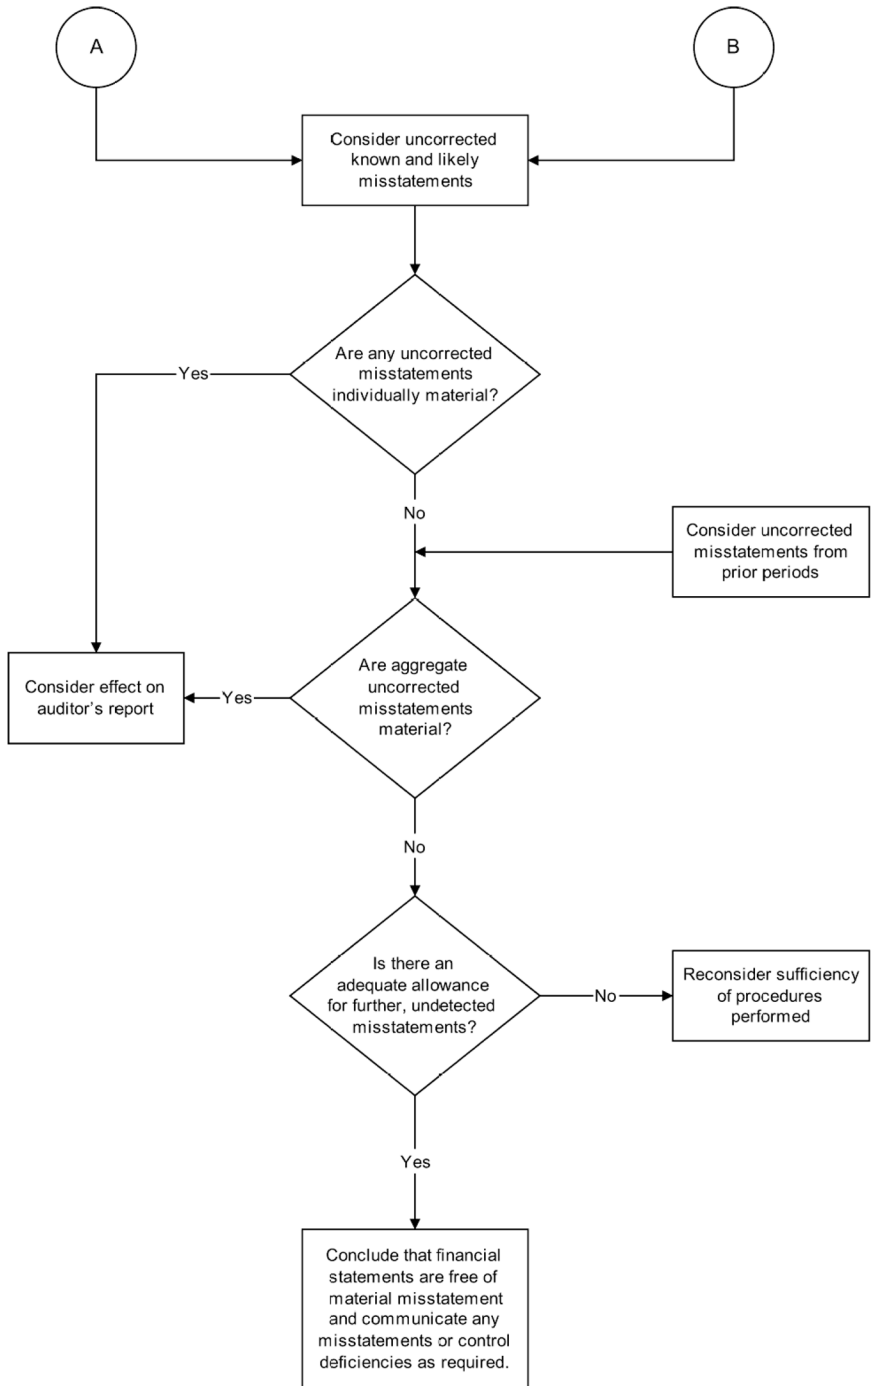 A
B
Consider uncorrected
known and likely
misstatements
Are any uncorrected
misstatements
individually material?
Yes
No
Consider uncorrected
misstatements from
prior periods
Are aggregate
uncorrected
misstatements
material?
Yes
Consider effect on
auditor's report
No
Is there an
adequate allowance
for further, undetected
misstatements?
No
Reconsider sufficiency
of procedures
performed
Yes
Conclude that financial
statements are free of
material misstatement
and communicate any
misstatements or control
deficiencies as required.